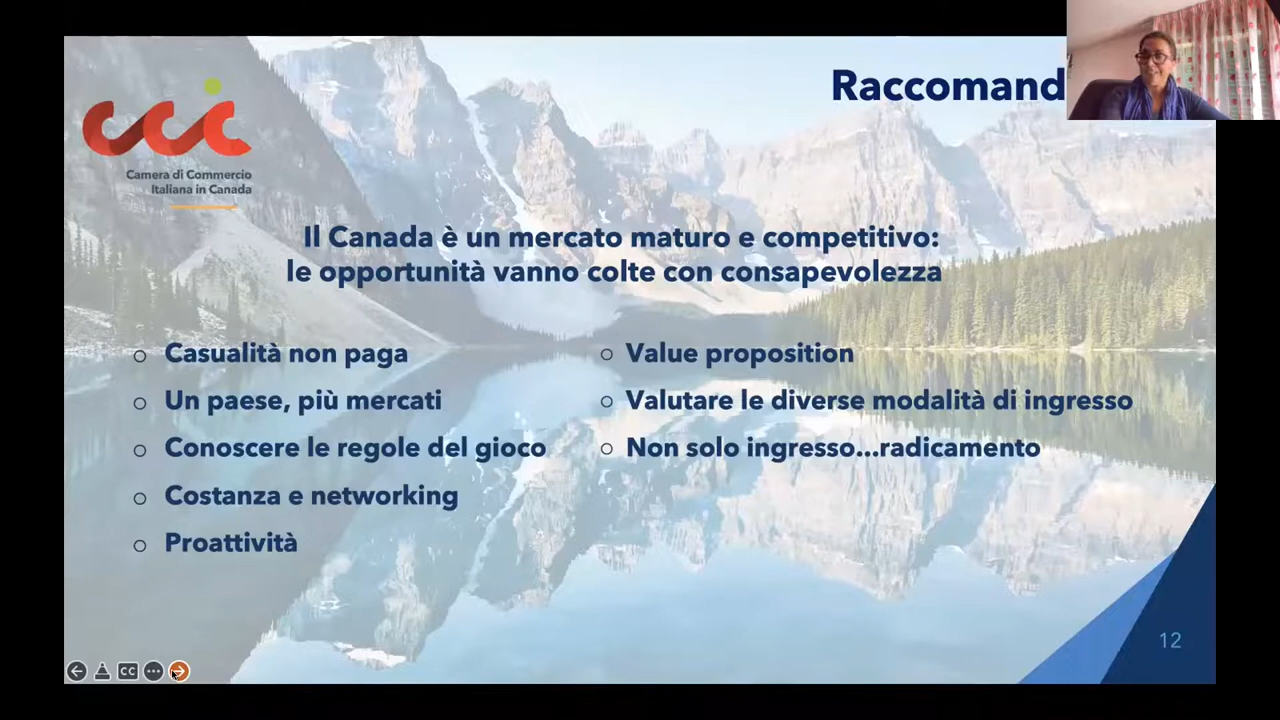 Raccomand
ccic
Camera di Commercio
Italiana in Canada
Il Canada è un mercato maturo e competitivo:
le opportunità vanno colte con consapevolezza
Casualità non paga
Un paese, più mercati
Conoscere le regole del gioco
Costanza e networking
Proattività
Value proposition
Valutare le diverse modalità di ingresso
Non solo ingresso...radicamento
CC
12